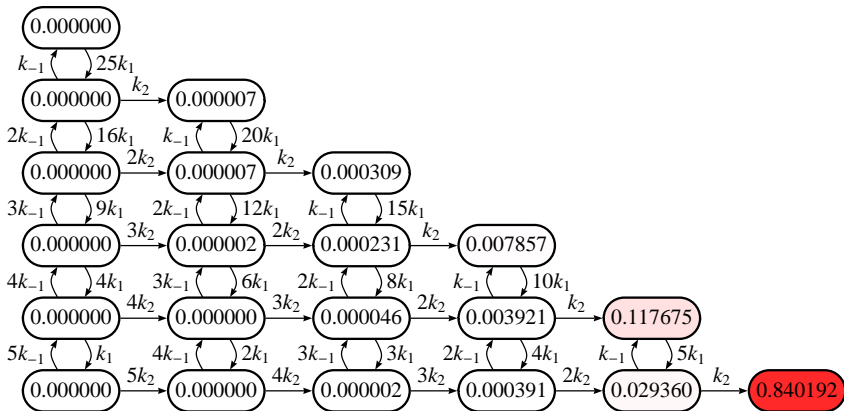 0.000000
k₋₁ 25k₁
k₂
0.000000 0.000007
2k₋₁ 16k₁ k₋₁ 20k₁
2k₂ k₂
0.000000 0.000007 0.000309
3k₋₁ 9k₁ 2k₋₁ 12k₁ k₋₁ 15k₁
3k₂ 2k₂ k₂
0.000000 0.000002 0.000231 0.007857
4k₋₁ 4k₁ 3k₋₁ 6k₁ 2k₋₁ 8k₁ k₋₁ 10k₁
4k₂ 3k₂ 2k₂ k₂
0.000000 0.000000 0.000046 0.003921 0.117675
5k₋₁ k₁ 4k₋₁ 2k₁ 3k₋₁ 3k₁ 2k₋₁ 4k₁ k₋₁ 5k₁
5k₂ 4k₂ 3k₂ 2k₂ k₂
0.000000 0.000000 0.000002 0.000391 0.029360 0.840192